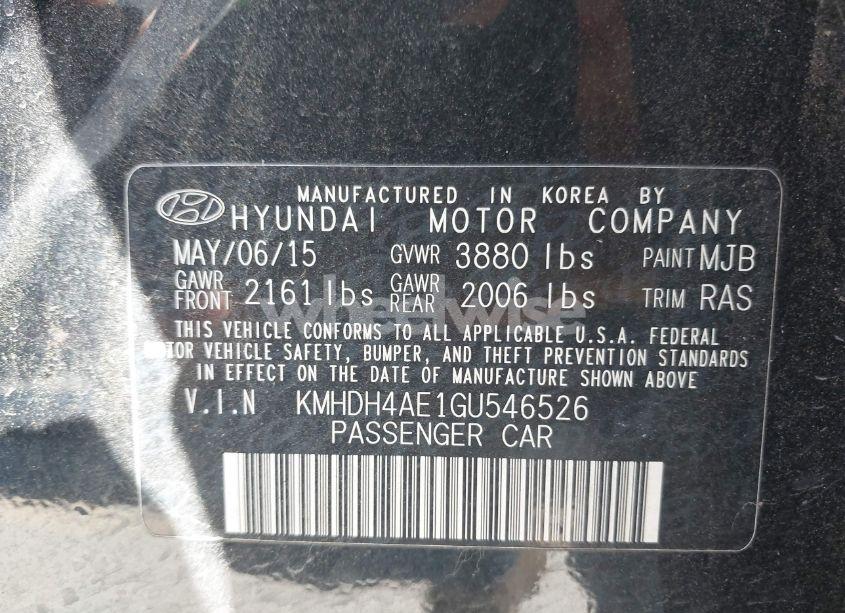 MANUFACTURED IN KOREA BY
HYUNDAI MOTOR COMPANY
MAY/06/15 GVWR 3880 lbs PAINT MJB
GAWR FRONT 2161 lbs GAWR REAR 2006 lbs TRIM RAS
THIS VEHICLE CONFORMS TO ALL APPLICABLE U.S.A. FEDERAL
TOR VEHICLE SAFETY, BUMPER, AND THEFT PREVENTION STANDARDS
IN EFFECT ON THE DATE OF MANUFACTURE SHOWN ABOVE
V.I.N KMHDH4AE1GU546526
PASSENGER CAR
wheelwise